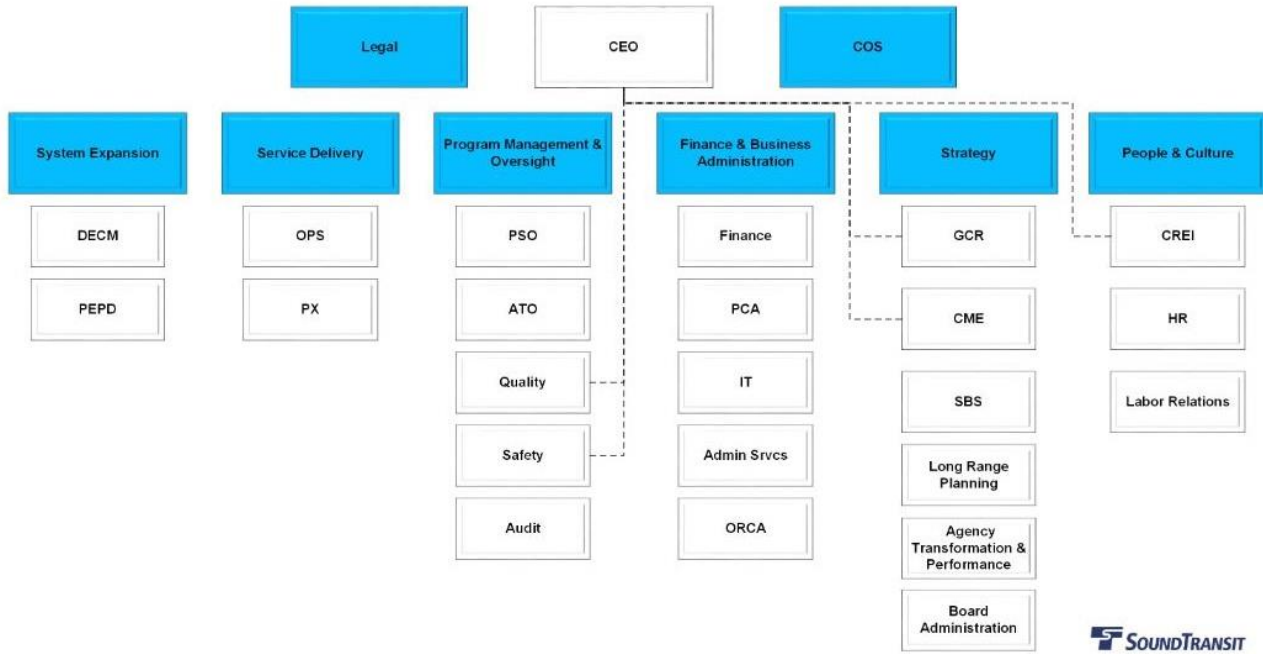 Legal
CEO
COS
System Expansion
Service Delivery
Program Management &
Oversight
Finance & Business
Administration
Strategy
People & Culture
DECM
OPS
PSO
Finance
GCR
CREI
PEPD
PX
ATO
PCA
CME
HR
Quality
IT
SBS
Labor Relations
Safety
Admin Srvcs
Long Range
Planning
Audit
ORCA
Agency
Transformation &
Performance
Board
Administration
SOUNDTRANSIT